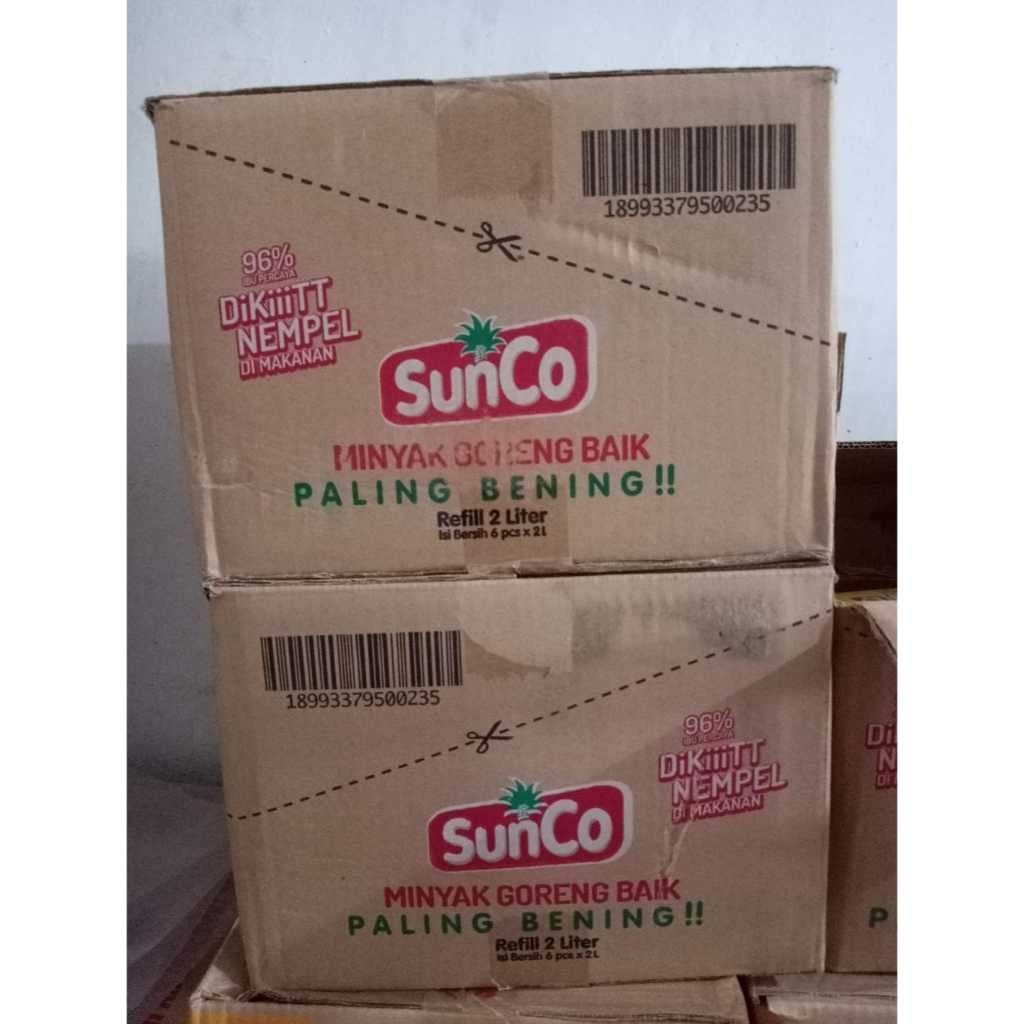 18993379500235
96%
IBU PERCAYA
DiKiiiTT
NEMPEL
DI MAKANAN
SunCo
MINYAK GORENG BAIK
PALING BENING!!
Refill 2 Liter
Isi Bersih 6 pcs x 2L
18993379500235
96%
IBU PERCAYA
DiKiiiTT
NEMPEL
DI MAKANAN
SunCo
MINYAK GORENG BAIK
PALING BENING!!
Refill 2 Liter
Isi Bersih 6 pcs x 2L